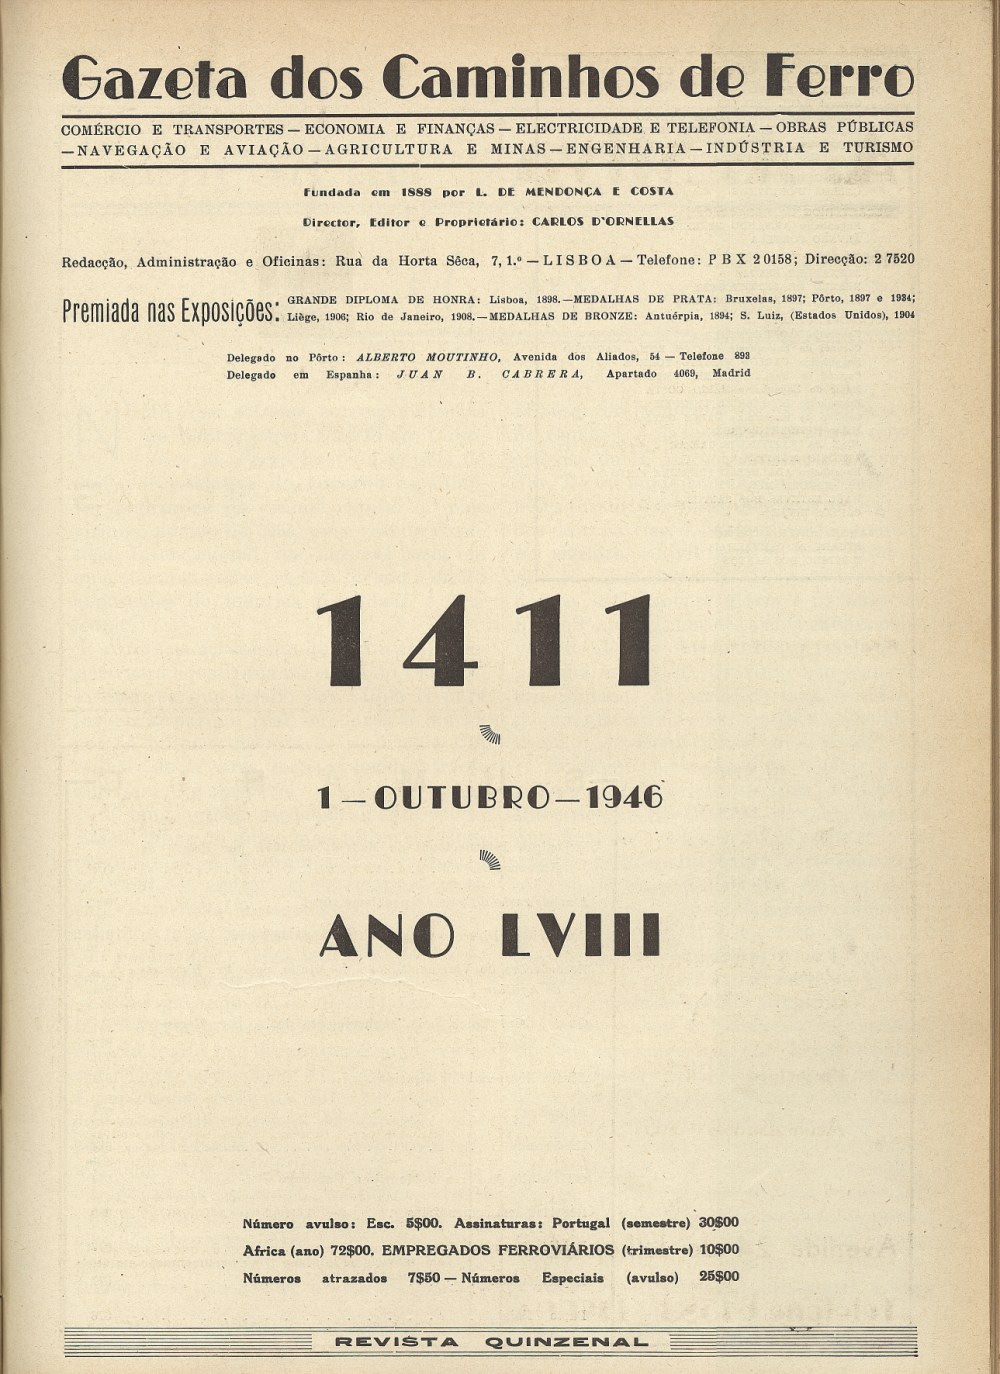 Gazeta dos Caminhos de Ferro
COMÉRCIO E TRANSPORTES — ECONOMIA E FINANÇAS — ELECTRICIDADE E TELEFONIA — OBRAS PÚBLICAS
— NAVEGAÇÃO E AVIAÇÃO — AGRICULTURA E MINAS — ENGENHARIA — INDÚSTRIA E TURISMO
Fundada em 1888 por L. DE MENDONÇA E COSTA
Director, Editor e Proprietário: CARLOS D'ORNELLAS
Redacção, Administração e Oficinas: Rua da Horta Sêca, 7, 1.º — LISBOA — Telefone: P B X 2 0158; Direcção: 2 7520
Premiada nas Exposições:
GRANDE DIPLOMA DE HONRA: Lisboa, 1898. — MEDALHAS DE PRATA: Bruxelas, 1897; Pôrto, 1897 e 1934;
Liège, 1906; Rio de Janeiro, 1908. — MEDALHAS DE BRONZE: Antuérpia, 1894; S. Luiz, (Estados Unidos), 1904
Delegado no Pôrto: ALBERTO MOUTINHO, Avenida dos Aliados, 54 — Telefone 893
Delegado em Espanha: JUAN B. CABRERA, Apartado 4069, Madrid
1411
1 — OUTUBRO — 1946
ANO LVIII
Número avulso: Esc. 5$00. Assinaturas: Portugal (semestre) 30$00
Africa (ano) 72$00. EMPREGADOS FERROVIÁRIOS (trimestre) 10$00
Números atrazados 7$50 — Números Especiais (avulso) 25$00
REVISTA QUINZENAL